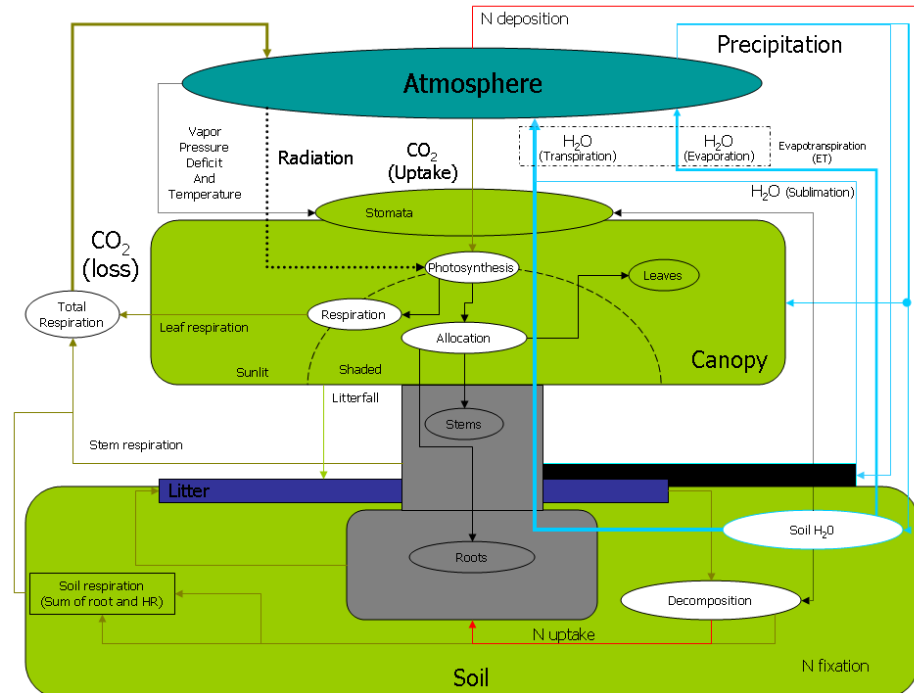 N deposition
Precipitation
Atmosphere
Vapor
Pressure
Deficit
And
Temperature
Radiation
CO2
(Uptake)
H2O
(Transpiration)
H2O
(Evaporation)
Evapotranspiration
(ET)
H2O (Sublimation)
Stomata
CO2
(loss)
Photosynthesis
Leaves
Total
Respiration
Leaf respiration
Respiration
Allocation
Canopy
Sunlit
Shaded
Litterfall
Stems
Stem respiration
Litter
Soil H20
Roots
Soil respiration
(Sum of root and HR)
Decomposition
N uptake
Soil
N fixation